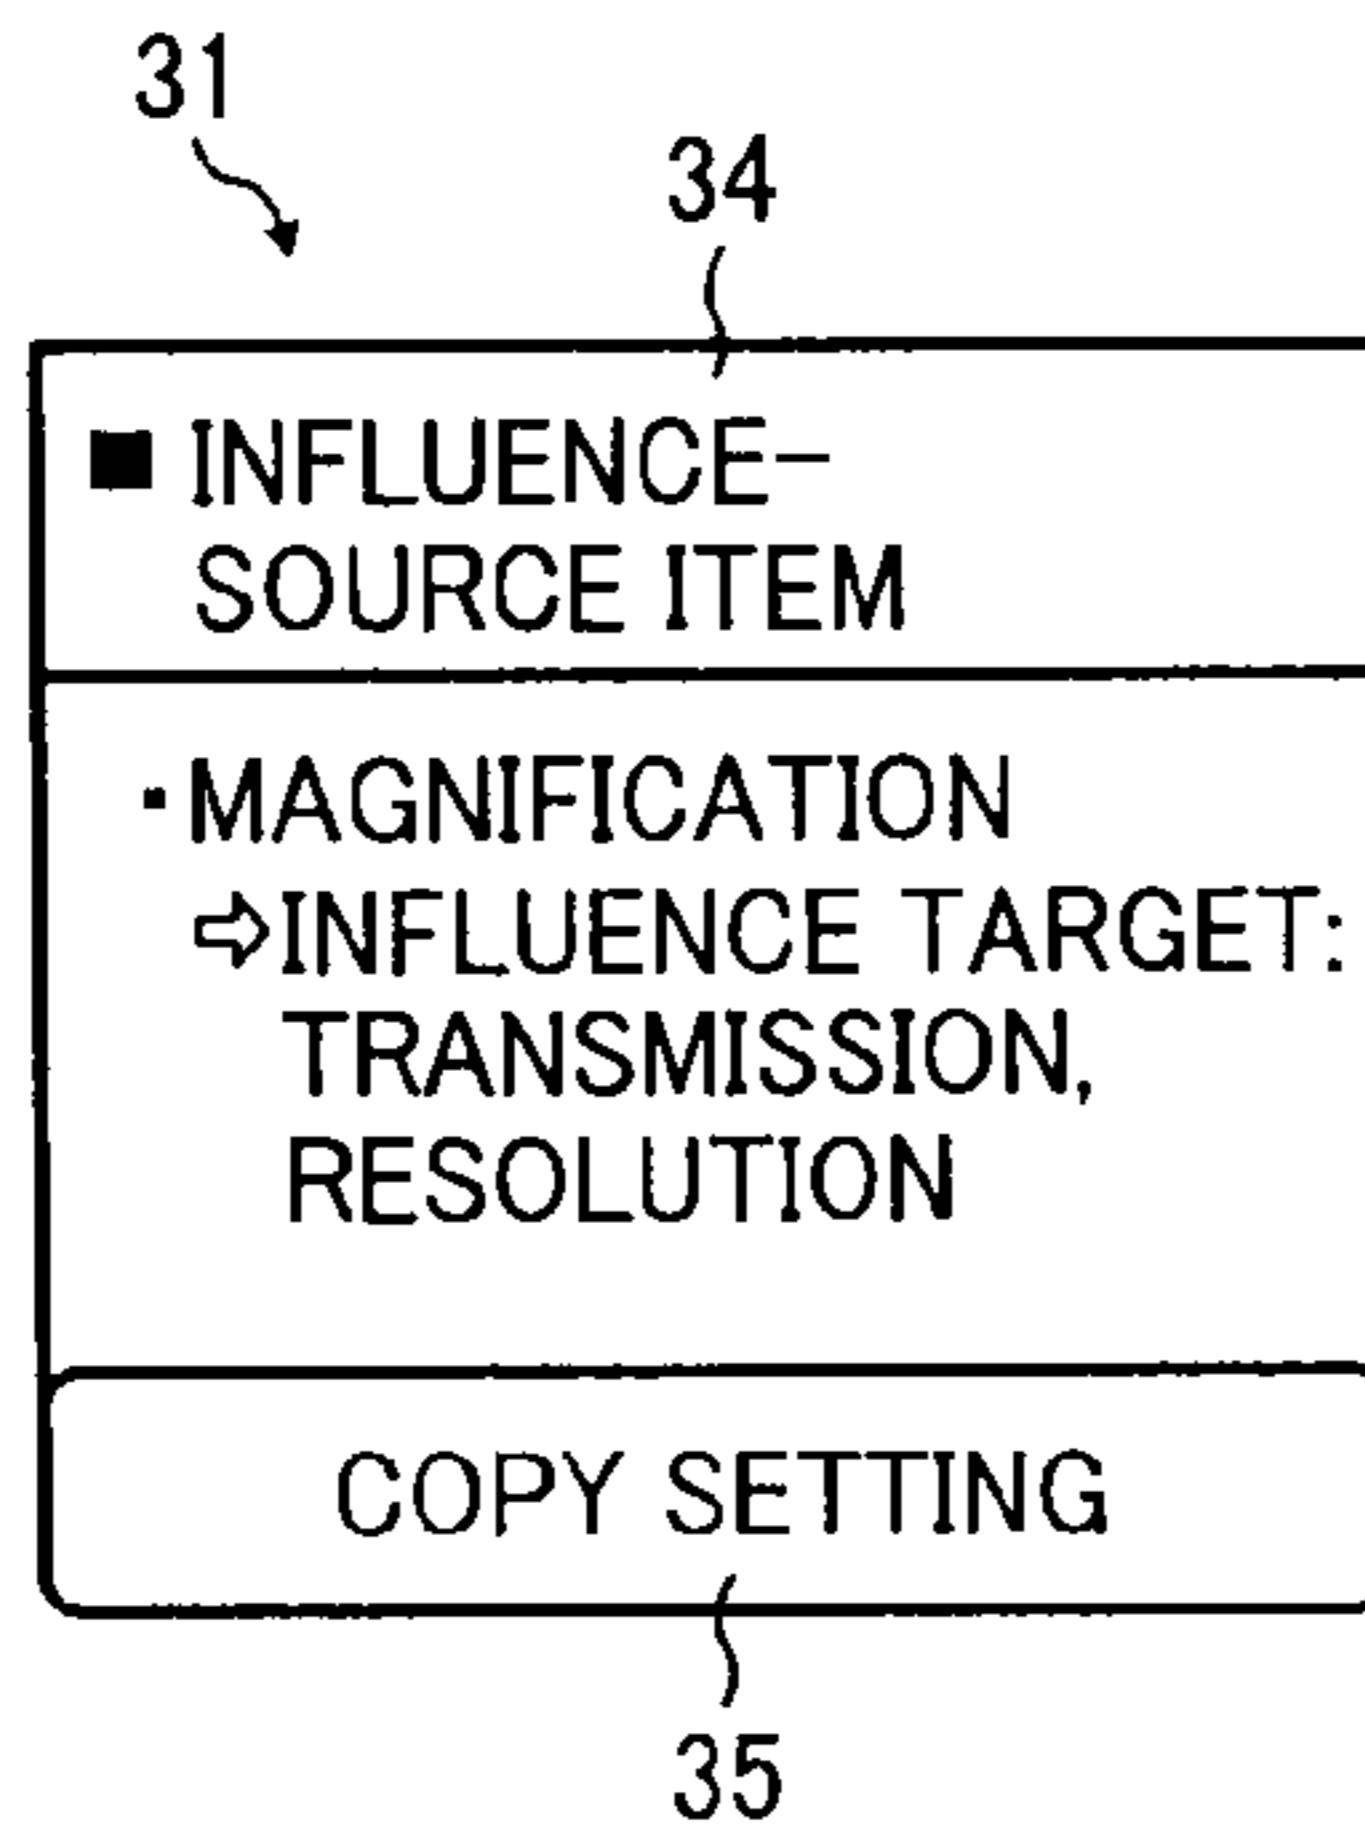 31
34
■ INFLUENCE-
SOURCE ITEM
・MAGNIFICATION
⇨INFLUENCE TARGET:
TRANSMISSION,
RESOLUTION
COPY SETTING
35